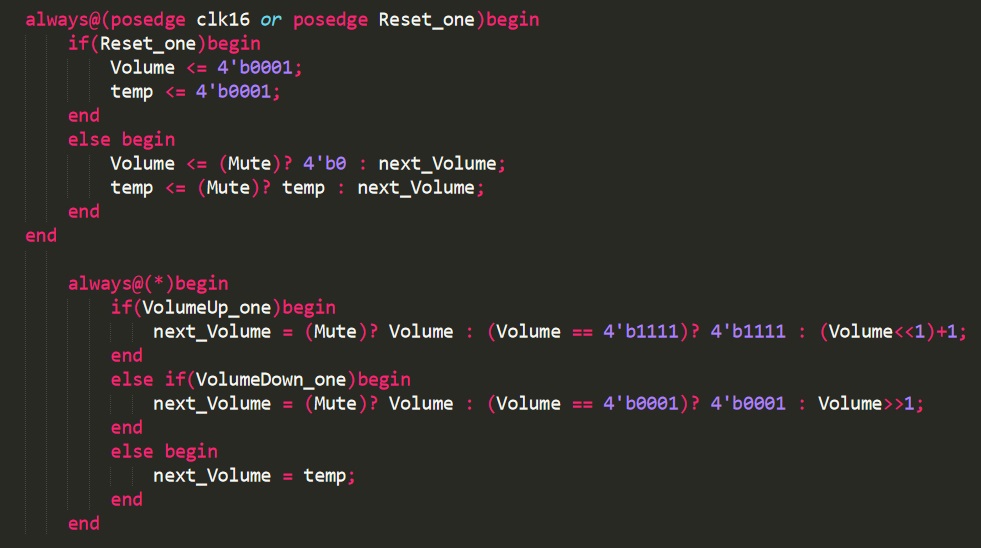 always@(posedge clk16 or posedge Reset_one)begin
    if(Reset_one)begin
        Volume <= 4'b0001;
        temp <= 4'b0001;
    end
    else begin
        Volume <= (Mute)? 4'b0 : next_Volume;
        temp <= (Mute)? temp : next_Volume;
    end
end
    always@(*)begin
        if(VolumeUp_one)begin
            next_Volume = (Mute)? Volume : (Volume == 4'b1111)? 4'b1111 : (Volume<<1)+1;
        end
        else if(VolumeDown_one)begin
            next_Volume = (Mute)? Volume : (Volume == 4'b0001)? 4'b0001 : Volume>>1;
        end
        else begin
            next_Volume = temp;
        end
    end